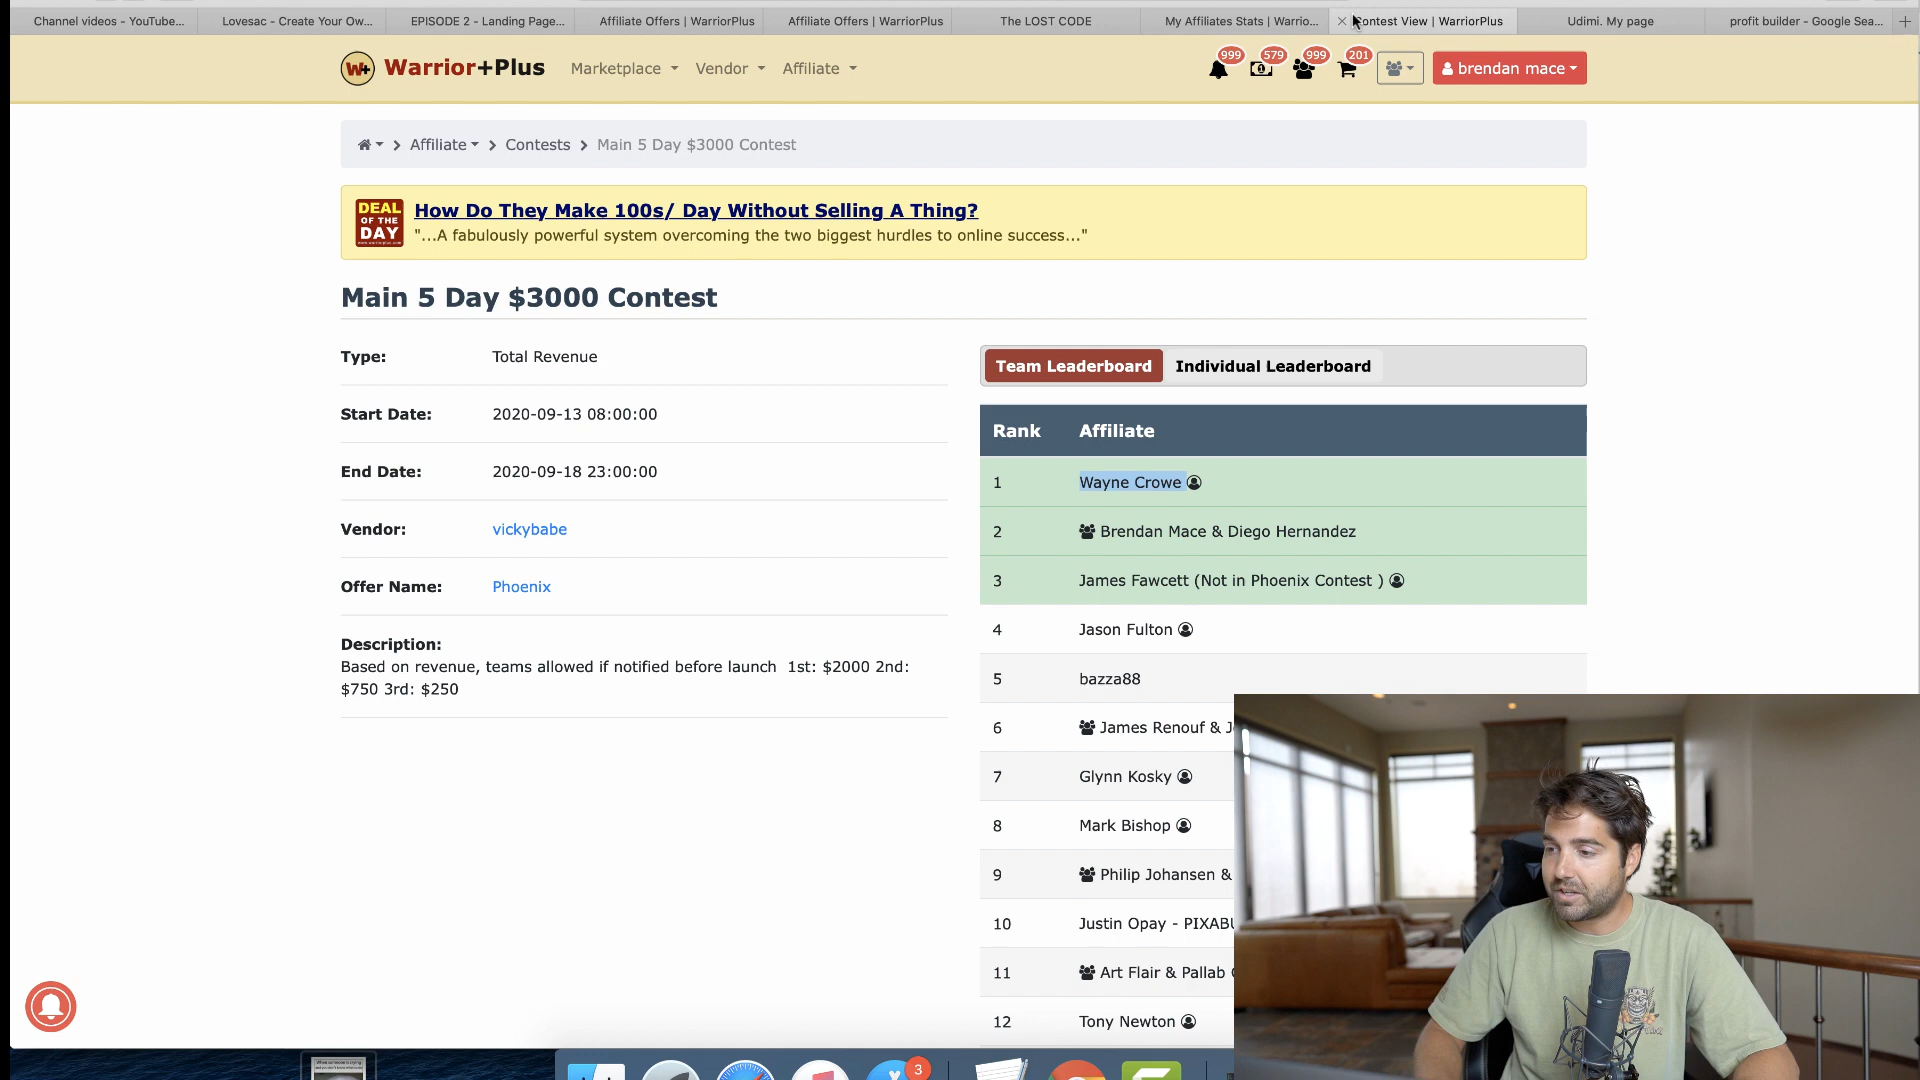 Channel videos - YouTube...
Lovesac - Create Your Ow...
EPISODE 2 - Landing Page...
Affiliate Offers | WarriorPlus
Affiliate Offers | WarriorPlus
The LOST CODE
My Affiliates Stats | Warrio...
ontest View | WarriorPlus
Udimi. My page
profit builder - Google Sea...
W+ Warrior+Plus
Marketplace
Vendor
Affiliate
999
579
999
201
brendan mace
Affiliate
Contests
Main 5 Day $3000 Contest
DEAL
OF THE
DAY
How Do They Make 100s/ Day Without Selling A Thing?
"...A fabulously powerful system overcoming the two biggest hurdles to online success..."
Main 5 Day $3000 Contest
Type: Total Revenue
Start Date: 2020-09-13 08:00:00
End Date: 2020-09-18 23:00:00
Vendor: vickybabe
Offer Name: Phoenix
Description:
Based on revenue, teams allowed if notified before launch 1st: $2000 2nd:
$750 3rd: $250
Team Leaderboard
Individual Leaderboard
Rank Affiliate
1 Wayne Crowe
2 Brendan Mace & Diego Hernandez
3 James Fawcett (Not in Phoenix Contest )
4 Jason Fulton
5 bazza88
6 James Renouf & J
7 Glynn Kosky
8 Mark Bishop
9 Philip Johansen &
10 Justin Opay - PIXAB
11 Art Flair & Pallab
12 Tony Newton
3